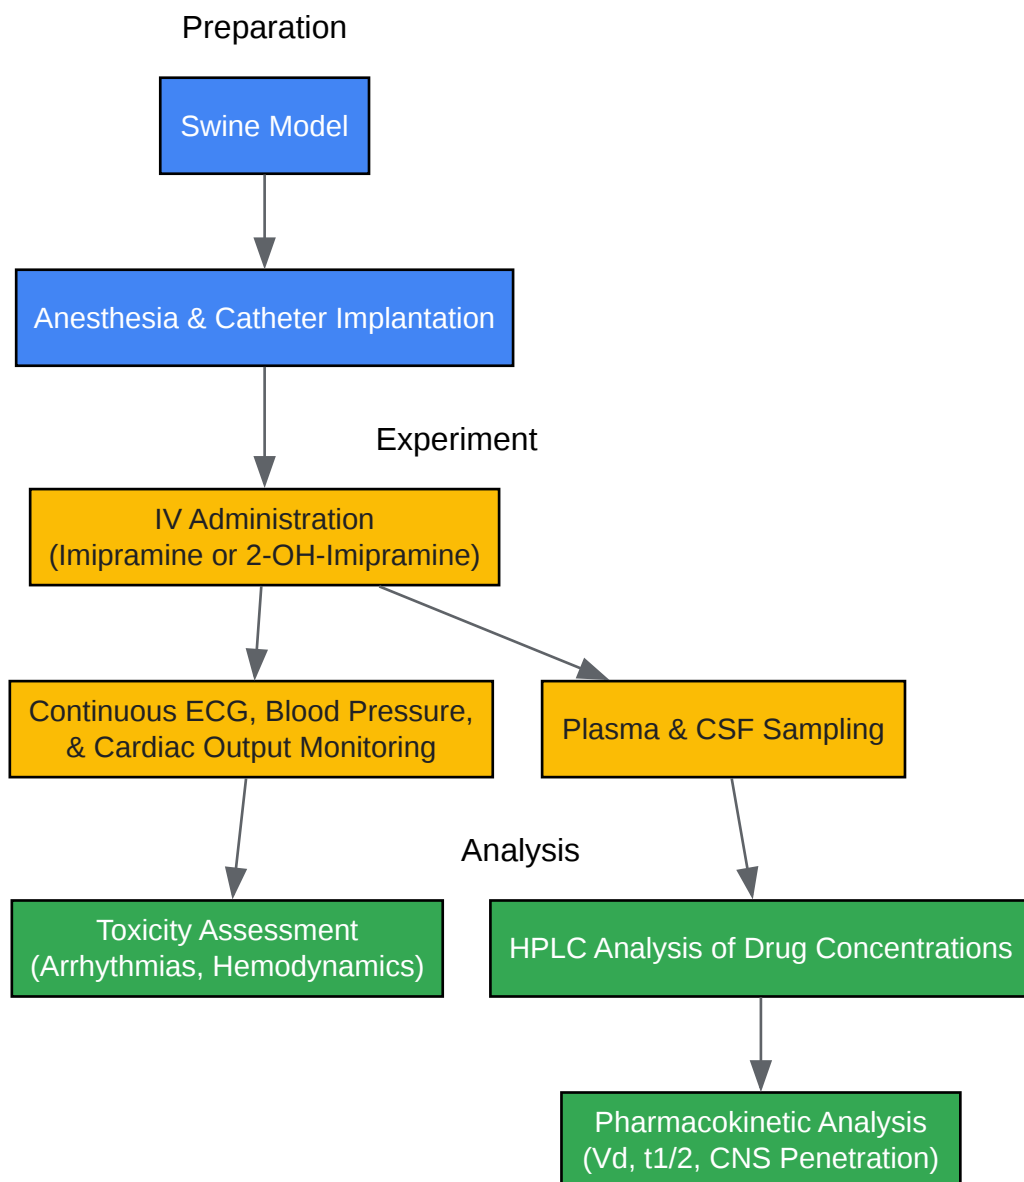 Preparation
Swine Model
Anesthesia & Catheter Implantation
Experiment
IV Administration
(Imipramine or 2-OH-Imipramine)
Continuous ECG, Blood Pressure,
& Cardiac Output Monitoring
Plasma & CSF Sampling
Analysis
Toxicity Assessment
(Arrhythmias, Hemodynamics)
HPLC Analysis of Drug Concentrations
Pharmacokinetic Analysis
(Vd, t1/2, CNS Penetration)